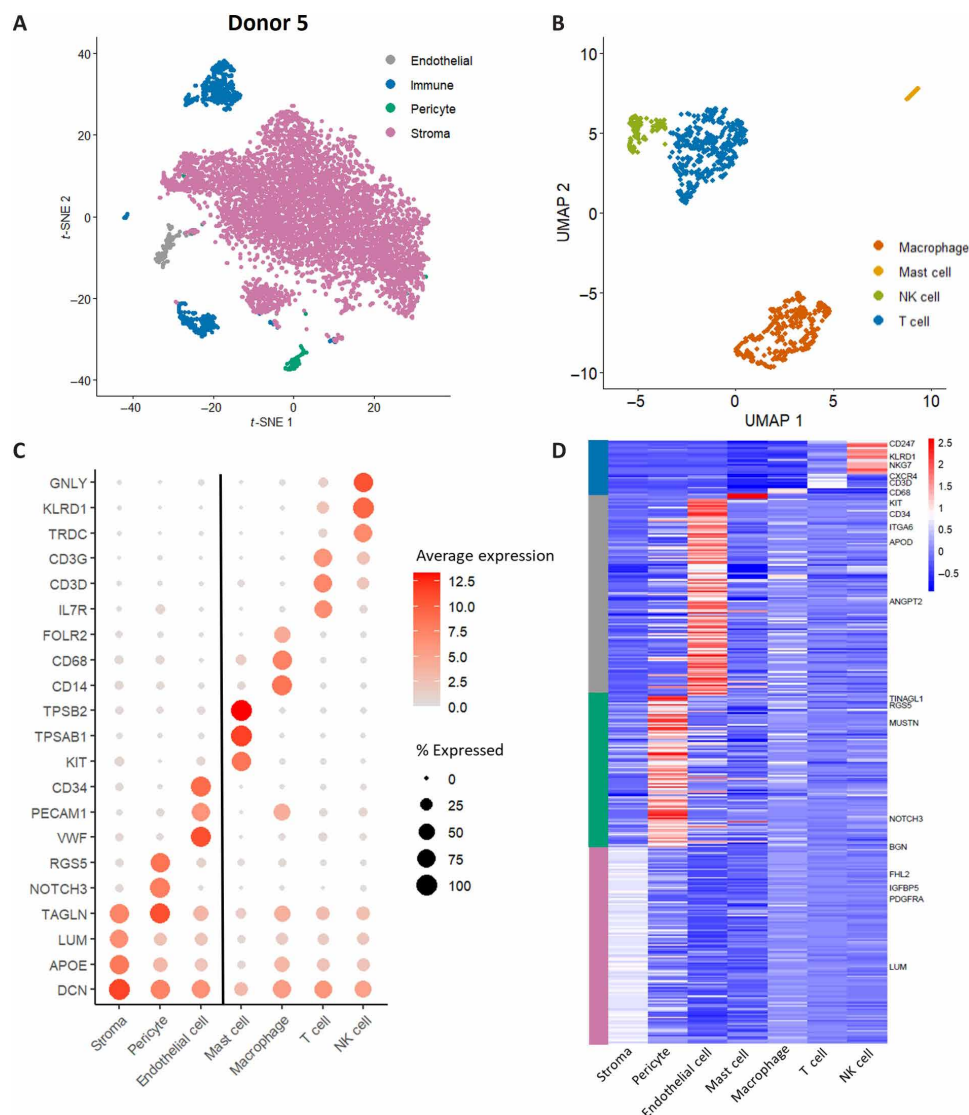 A
Donor 5
Endothelial
Immune
Pericyte
Stroma
40
20
0
−20
−40
t-SNE 2
−40
−20
0
20
t-SNE 1
B
10
5
0
−5
−10
UMAP 2
Macrophage
Mast cell
NK cell
T cell
−5
0
5
10
UMAP 1
C
GNLY
KLRD1
TRDC
CD3G
CD3D
IL7R
FOLR2
CD68
CD14
TPSB2
TPSAB1
KIT
CD34
PECAM1
VWF
RGS5
NOTCH3
TAGLN
LUM
APOE
DCN
Stroma
Pericyte
Endothelial cell
Mast cell
Macrophage
T cell
NK cell
Average expression
12.5
10.0
7.5
5.0
2.5
0.0
% Expressed
0
25
50
75
100
D
CD247
KLRD1
NKG7
CXCR4
CD3D
CD68
KIT
CD34
ITGA6
APOD
ANGPT2
TINAGL1
RGS5
MUSTN
NOTCH3
BGN
FHL2
IGFBP5
PDGFRA
LUM
2.5
2
1.5
1
0.5
0
−0.5
Stroma
Pericyte
Endothelial cell
Mast cell
Macrophage
T cell
NK cell